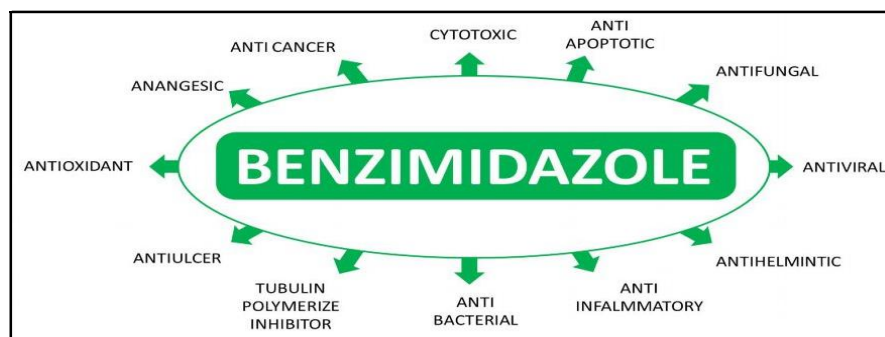 CYTOTOXIC
ANTI
APOPTOTIC
ANTI CANCER
ANTIFUNGAL
ANANGESIC
BENZIMIDAZOLE
ANTIOXIDANT
ANTIVIRAL
ANTIULCER
ANTIHELMINTIC
TUBULIN
POLYMERIZE
INHIBITOR
ANTI
BACTERIAL
ANTI
INFALMMATORY